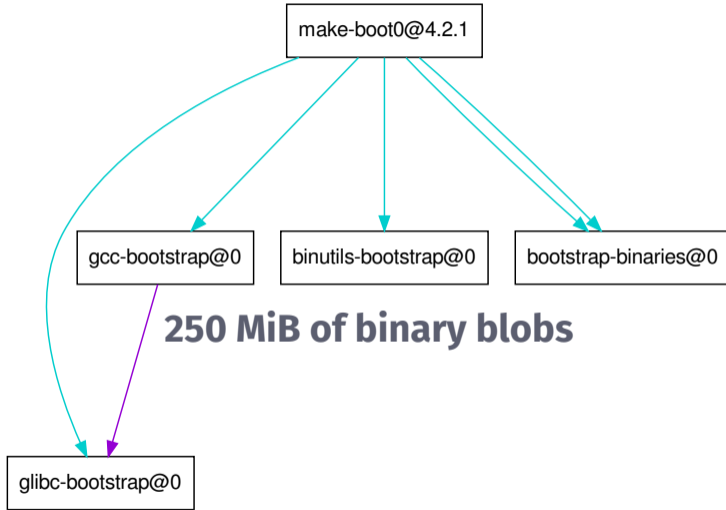 make-boot0@4.2.1
gcc-bootstrap@0
binutils-bootstrap@0
bootstrap-binaries@0
250 MiB of binary blobs
glibc-bootstrap@0